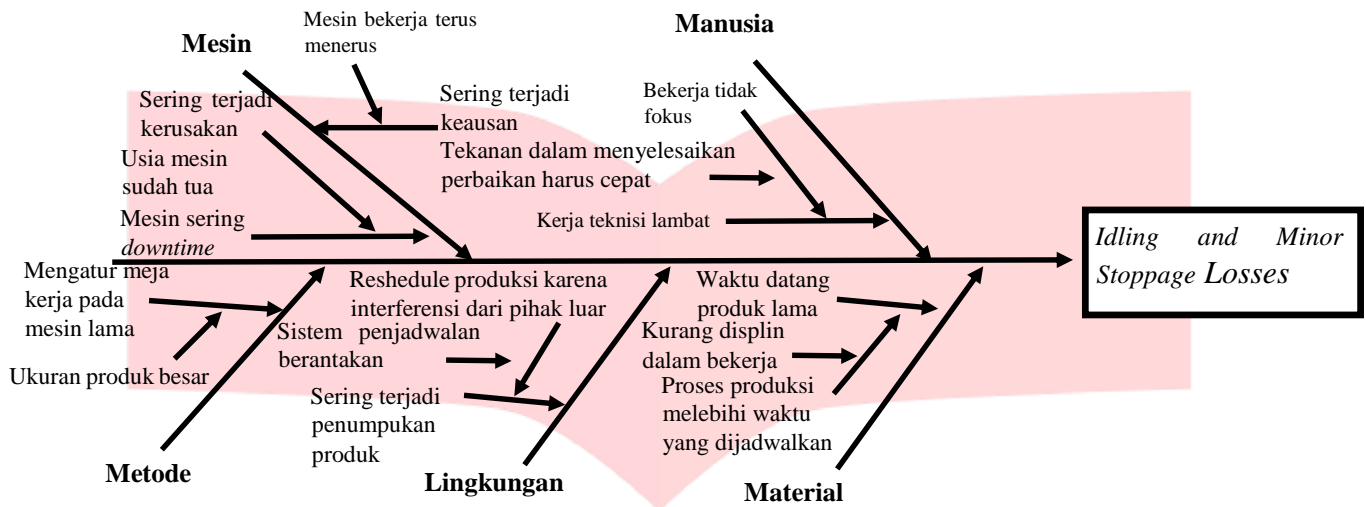 Mesin bekerja terus
menerus
Mesin
Manusia
Sering terjadi
kerusakan
Sering terjadi
keausan
Bekerja tidak
fokus
Usia mesin
sudah tua
Tekanan dalam menyelesaikan
perbaikan harus cepat
Mesin sering
downtime
Kerja teknisi lambat
Idling and Minor
Stoppage Losses
Mengatur meja
kerja pada
mesin lama
Reshedule produksi karena
interferensi dari pihak luar
Waktu datang
produk lama
Sistem penjadwalan
berantakan
Kurang displin
dalam bekerja
Ukuran produk besar
Sering terjadi
penumpukan
produk
Proses produksi
melebihi waktu
yang dijadwalkan
Metode
Lingkungan
Material